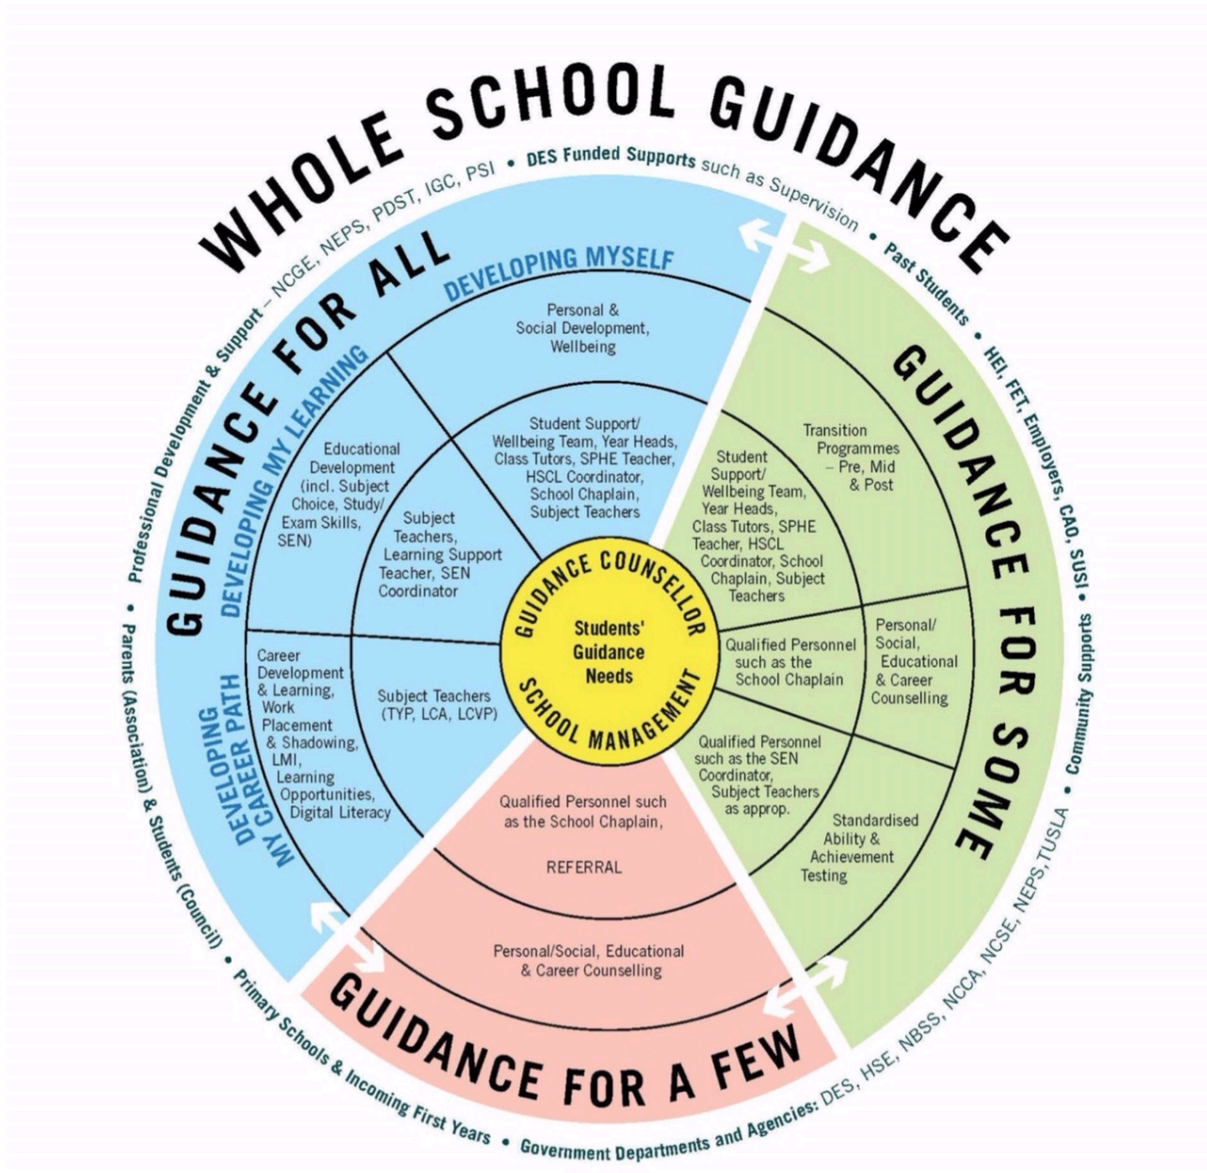 WHOLE SCHOOL GUIDANCE
Professional Development & Support – NCGE, NEPS, PDST, IGC, PSI • DES Funded Supports such as Supervision • Past Students • HEI, FET, Employers, CAO, SUSI • Community Supports •
Government Departments and Agencies: DES, HSE, NBSS, NCCA, NCSE, NEPS, TUSLA
• Primary Schools & Incoming First Years •
Parents (Association) & Students (Council) •
GUIDANCE FOR ALL
DEVELOPING MYSELF
Personal &
Social Development,
Wellbeing
Student Support/
Wellbeing Team, Year Heads,
Class Tutors, SPHE Teacher,
HSCL Coordinator,
School Chaplain,
Subject Teachers
DEVELOPING MY LEARNING
Educational
Development
(incl. Subject
Choice, Study/
Exam Skills,
SEN)
Subject
Teachers,
Learning Support
Teacher, SEN
Coordinator
DEVELOPING
MY CAREER PATH
Career
Development
& Learning,
Work
Placement
& Shadowing,
LMI,
Learning
Opportunities,
Digital Literacy
Subject Teachers
(TYP, LCA, LCVP)
GUIDANCE COUNSELLOR
Students'
Guidance
Needs
SCHOOL MANAGEMENT
GUIDANCE FOR SOME
Transition
Programmes
– Pre, Mid
& Post
Student
Support/
Wellbeing Team,
Year Heads,
Class Tutors, SPHE
Teacher, HSCL
Coordinator, School
Chaplain, Subject
Teachers
Personal/
Social,
Educational
& Career
Counselling
Qualified Personnel
such as the
School Chaplain
Qualified Personnel
such as the SEN
Coordinator,
Subject Teachers
as approp.
Standardised
Ability &
Achievement
Testing
Qualified Personnel such
as the School Chaplain,
REFERRAL
Personal/Social, Educational
& Career Counselling
GUIDANCE FOR A FEW